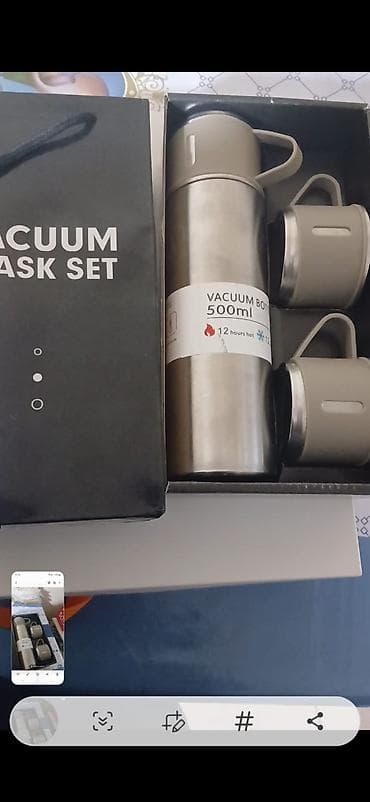 ACUUM
ASK SET
VACUUM BO
500ml
12 hours hot